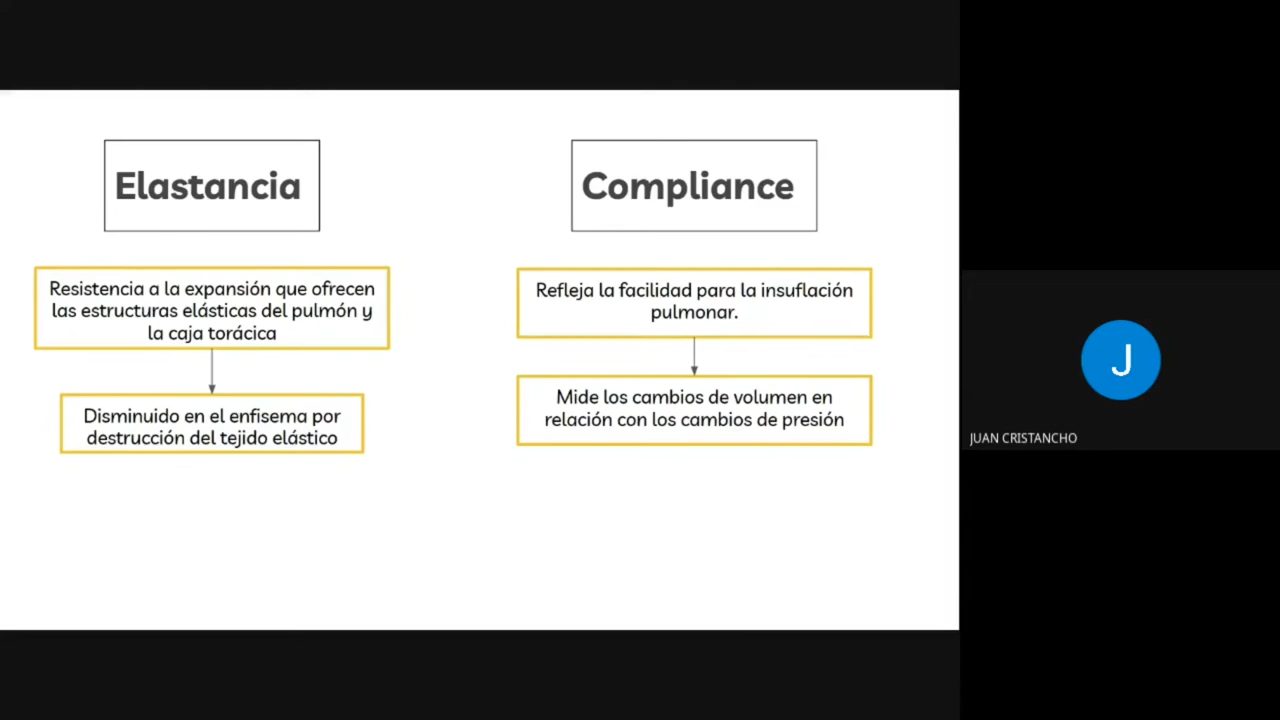 Elastancia
Resistencia a la expansión que ofrecen
las estructuras elásticas del pulmón y
la caja torácica
Disminuido en el enfisema por
destrucción del tejido elástico
Compliance
Refleja la facilidad para la insuflación
pulmonar.
Mide los cambios de volumen en
relación con los cambios de presión
J
JUAN CRISTANCHO